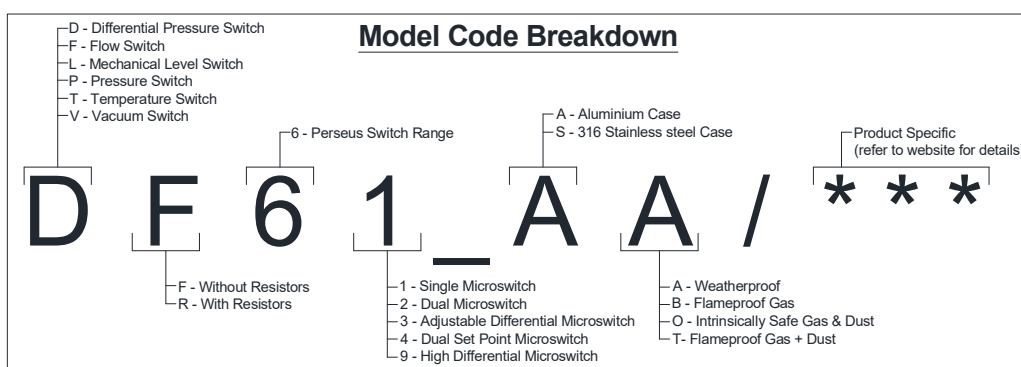 Model Code Breakdown
D - Differential Pressure Switch
F - Flow Switch
L - Mechanical Level Switch
P - Pressure Switch
T - Temperature Switch
V - Vacuum Switch
6 - Perseus Switch Range
A - Aluminium Case
S - 316 Stainless steel Case
Product Specific
(refer to website for details
D F 6 1 _ A A / * * *
F - Without Resistors
R - With Resistors
1 - Single Microswitch
2 - Dual Microswitch
3 - Adjustable Differential Microswitch
4 - Dual Set Point Microswitch
9 - High Differential Microswitch
A - Weatherproof
B - Flameproof Gas
O - Intrinsically Safe Gas & Dust
T- Flameproof Gas + Dust